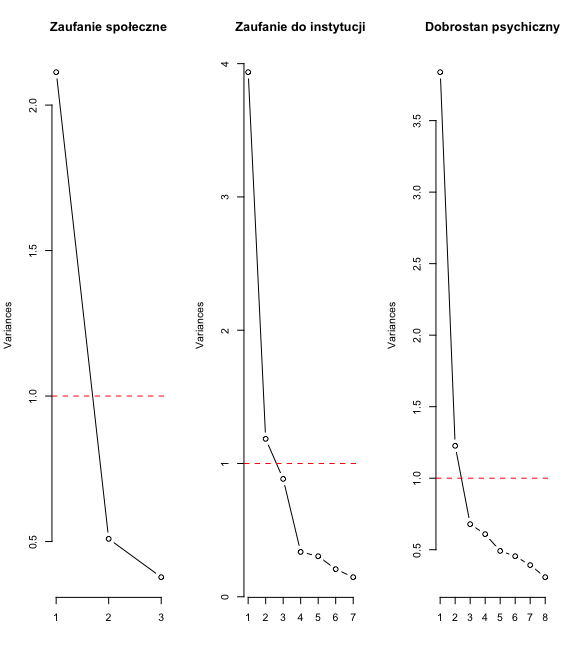 Zaufanie społeczne
Variances
2.0
1.5
1.0
0.5
1 2 3
Zaufanie do instytucji
Variances
4
3
2
1
0
1 2 3 4 5 6 7
Dobrostan psychiczny
Variances
3.5
3.0
2.5
2.0
1.5
1.0
0.5
1 2 3 4 5 6 7 8